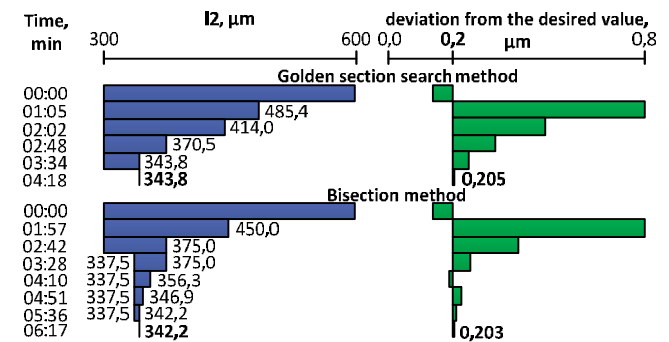 Time, min
l2, µm
deviation from the desired value, µm
300 600 0,0 0,2 0,8
Golden section search method
00:00
01:05 485,4
02:02 414,0
02:48 370,5
03:34 343,8
04:18 343,8 0,205
Bisection method
00:00
01:57 450,0
02:42 375,0
03:28 337,5 375,0
04:10 337,5 356,3
04:51 337,5 346,9
05:36 337,5 342,2
06:17 342,2 0,203